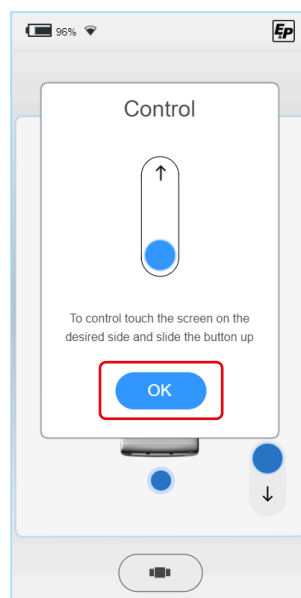 96%
EP
Control
To control touch the screen on the
desired side and slide the button up
OK